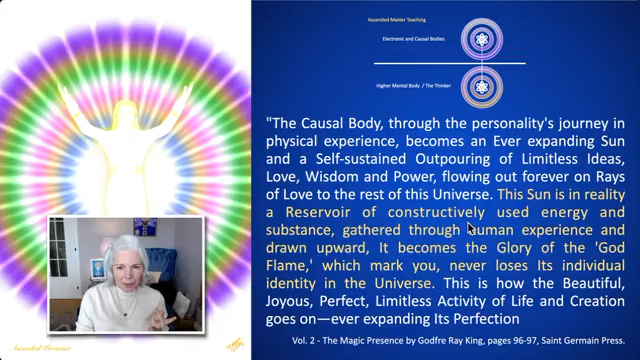 Ascended Master Teaching
Electronic and Causal Bodies
Higher Mental Body / The Thinker
"The Causal Body, through the personality's journey in
physical experience, becomes an Ever expanding Sun
and a Self-sustained Outpouring of Limitless Ideas,
Love, Wisdom and Power, flowing out forever on Rays
of Love to the rest of this Universe. This Sun is in reality
a Reservoir of constructively used energy and
substance, gathered through human experience and
drawn upward, It becomes the Glory of the 'God
Flame,' which mark you, never loses Its individual
identity in the Universe. This is how the Beautiful,
Joyous, Perfect, Limitless Activity of Life and Creation
goes on—ever expanding Its Perfection
Vol. 2 - The Magic Presence by Godfre Ray King, pages 96-97, Saint Germain Press.
Ascended Presence